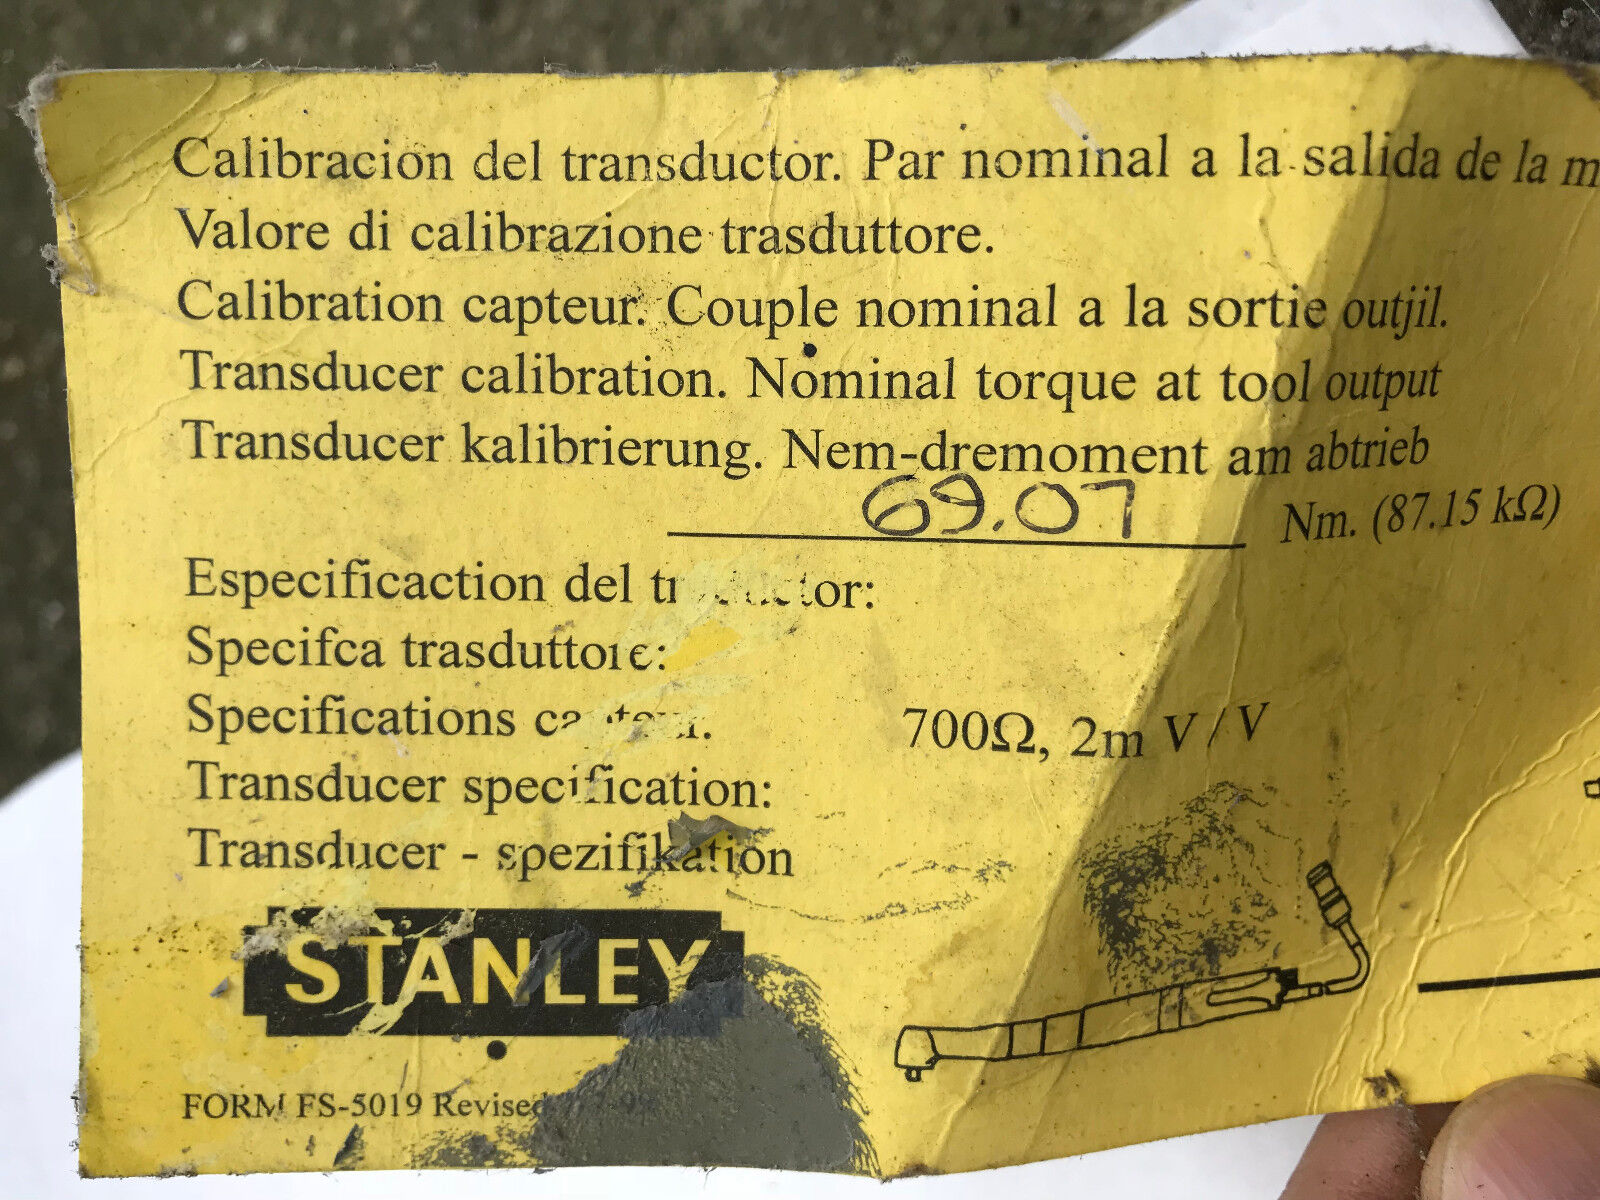 Calibracion del transductor. Par nominal a la salida de la
Valore di calibrazione trasduttore.
Calibration capteur. Couple nominal a la sortie outjil.
Transducer calibration. Nominal torque at tool output
Transducer kalibrierung. Nem-dremoment am abtrieb
69.07 Nm. (87.15 kΩ)
Especificaction del
Specifca trasduttore:
Specifications
700Ω, 2m V/V
Transducer specification:
Transducer - spezifikation
STANLEY
FORM FS-5019 Revised